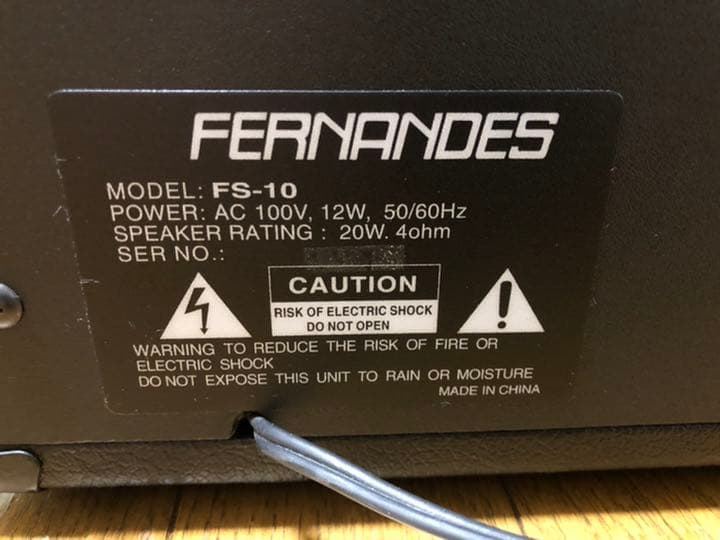 FERNANDES
MODEL: FS-10
POWER: AC 100V, 12W, 50/60Hz
SPEAKER RATING : 20W. 4ohm
SER NO.:
CAUTION
RISK OF ELECTRIC SHOCK
DO NOT OPEN
WARNING TO REDUCE THE RISK OF FIRE OR
ELECTRIC SHOCK
DO NOT EXPOSE THIS UNIT TO RAIN OR MOISTURE
MADE IN CHINA